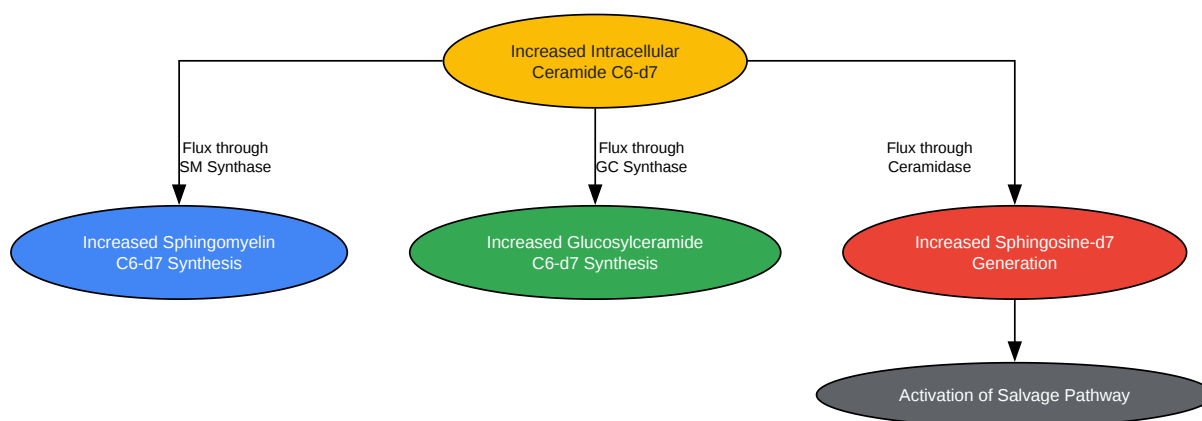 Increased Intracellular
Ceramide C6-d7
Flux through
SM Synthase
Flux through
GC Synthase
Flux through
Ceramidase
Increased Sphingomyelin
C6-d7 Synthesis
Increased Glucosylceramide
C6-d7 Synthesis
Increased Sphingosine-d7
Generation
Activation of Salvage Pathway